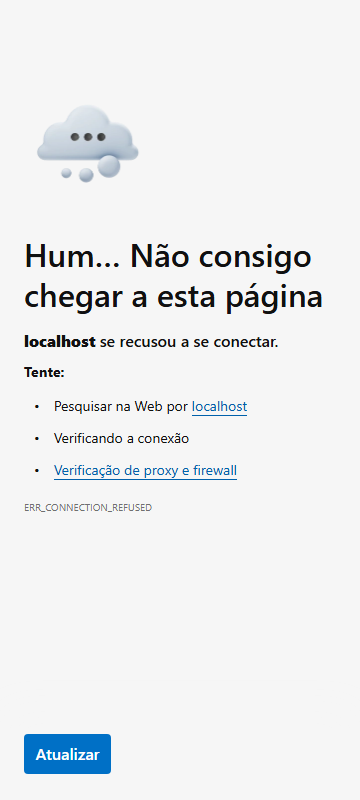 Hum... Não consigo
chegar a esta página
localhost se recusou a se conectar.
Tente:
• Pesquisar na Web por localhost
• Verificando a conexão
• Verificação de proxy e firewall
ERR_CONNECTION_REFUSED
Atualizar